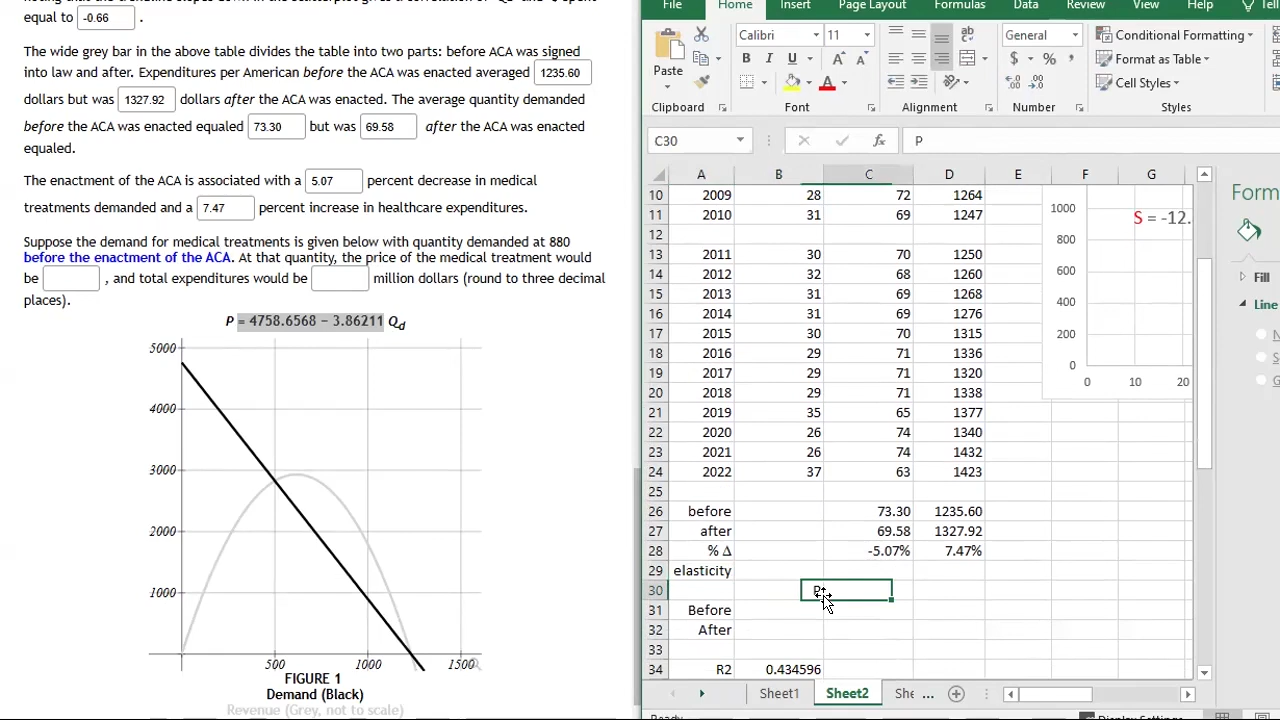 equal to -0.66 .
The wide grey bar in the above table divides the table into two parts: before ACA was signed
into law and after. Expenditures per American before the ACA was enacted averaged 1235.60
dollars but was 1327.92 dollars after the ACA was enacted. The average quantity demanded
before the ACA was enacted equaled 73.30 but was 69.58 after the ACA was enacted
equaled.
The enactment of the ACA is associated with a 5.07 percent decrease in medical
treatments demanded and a 7.47 percent increase in healthcare expenditures.
Suppose the demand for medical treatments is given below with quantity demanded at 880
before the enactment of the ACA. At that quantity, the price of the medical treatment would
be , and total expenditures would be million dollars (round to three decimal
places).
P = 4758.6568 − 3.86211 Qd
5000
4000
3000
2000
1000
500 1000 1500
FIGURE 1
Demand (Black)
Revenue (Grey, not to scale)
File Home Insert Page Layout Formulas Data Review View Help
Calibri 11 General Conditional Formatting
Paste B I U A A $ % , Format as Table
Cell Styles
Clipboard Font Alignment Number Styles
C30 fx P
A B C D E F G
10 2009 28 72 1264
11 2010 31 69 1247
12
13 2011 30 70 1250
14 2012 32 68 1260
15 2013 31 69 1268
16 2014 31 69 1276
17 2015 30 70 1315
18 2016 29 71 1336
19 2017 29 71 1320
20 2018 29 71 1338
21 2019 35 65 1377
22 2020 26 74 1340
23 2021 26 74 1432
24 2022 37 63 1423
25
26 before 73.30 1235.60
27 after 69.58 1327.92
28 % Δ -5.07% 7.47%
29 elasticity
30 P
31 Before
32 After
33
34 R2 0.434596
1000
800
600
400
200
0
0 10 20
S = -12.
Form
Fill
Line
Sheet1 Sheet2 She ...